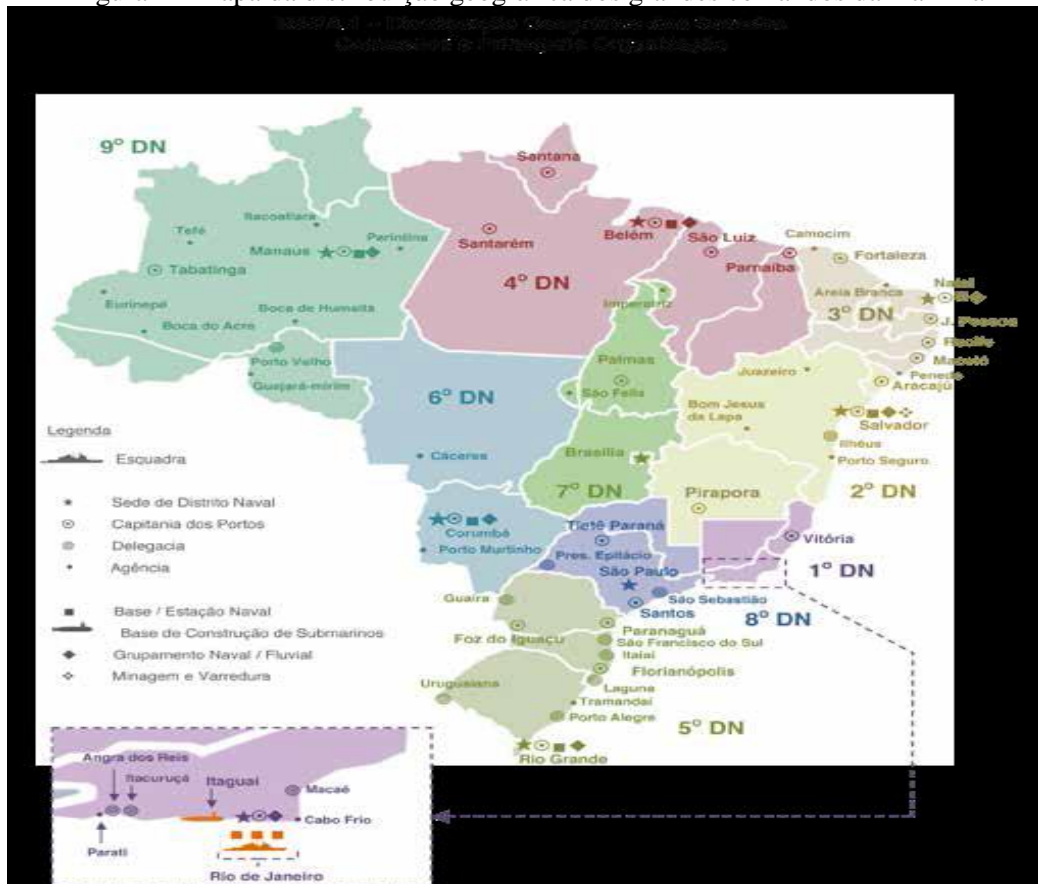 9º DN
Santana
Itacoatiara
Tefé
Manaus
Parintins
Tabatinga
Santarém
Belém
São Luiz
Camocim
Fortaleza
Parnaíba
4º DN
Eurinepé
Boca de Humaita
Boca do Acre
Imperatriz
Areia Branca
Natal
3º DN
J. Pessoa
Recife
Maceió
Penedo
Aracajú
Porto Velho
Guajará-mirim
Palmas
São Felix
Juazeiro
6º DN
Bom Jesus
da Lapa
Salvador
Ilhéus
Porto Seguro
Legenda
Esquadra
Cáceres
Brasília
7º DN
Pirapora
2º DN
Sede de Distrito Naval
Capitania dos Portos
Delegacia
Agência
Corumbá
Porto Murtinho
Tietê Paraná
Pres. Epitácio
São Paulo
Vitória
1º DN
São Sebastião
Santos
8º DN
Base / Estação Naval
Base de Construção de Submarinos
Grupamento Naval / Fluvial
Minagem e Varredura
Guaíra
Foz do Iguaçu
Paranaguá
São Francisco do Sul
Itaiaí
Florianópolis
Laguna
Uruguaiana
Tramandaí
Porto Alegre
5º DN
Rio Grande
Angra dos Reis
Itacuruçá
Itaguaí
Macaé
Cabo Frio
Parati
Rio de Janeiro